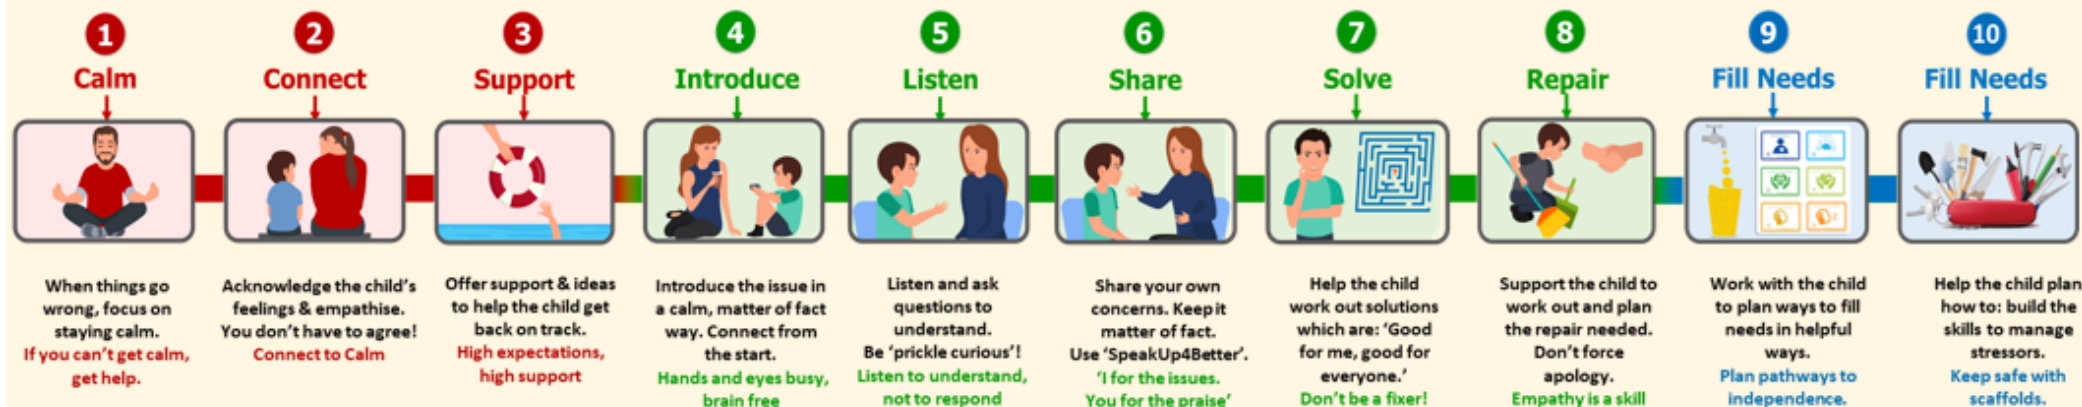 1
Calm
When things go
wrong, focus on
staying calm.
If you can't get calm,
get help.
2
Connect
Acknowledge the child's
feelings & empathise.
You don't have to agree!
Connect to Calm
3
Support
Offer support & ideas
to help the child get
back on track.
High expectations,
high support
4
Introduce
Introduce the issue in
a calm, matter of fact
way. Connect from
the start.
Hands and eyes busy,
brain free
5
Listen
Listen and ask
questions to
understand.
Be 'prickle curious'!
Listen to understand,
not to respond
6
Share
Share your own
concerns. Keep it
matter of fact.
Use 'SpeakUp4Better'.
'I for the issues.
You for the praise'
7
Solve
Help the child
work out solutions
which are: 'Good
for me, good for
everyone.'
Don't be a fixer!
8
Repair
Support the child to
work out and plan
the repair needed.
Don't force
apology.
Empathy is a skill
9
Fill Needs
Work with the child
to plan ways to fill
needs in helpful
ways.
Plan pathways to
independence.
10
Fill Needs
Help the child plan
how to: build the
skills to manage
stressors.
Keep safe with
scaffolds.